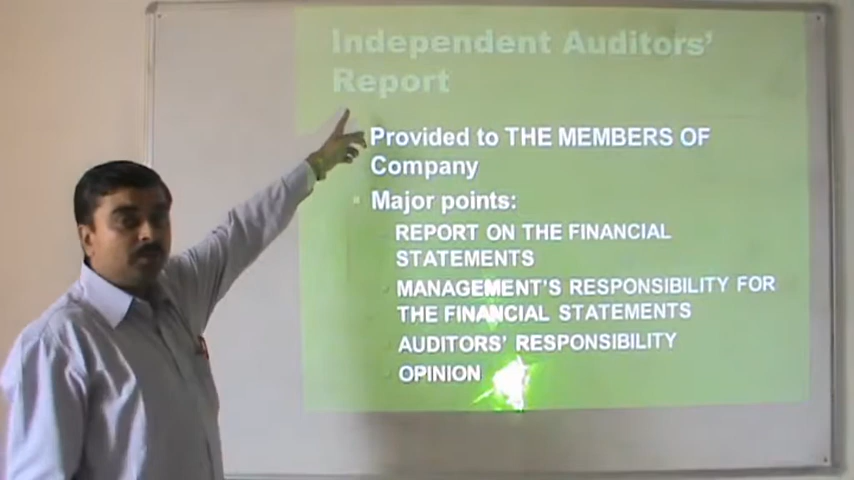 Independent Auditors'
Report
Provided to THE MEMBERS OF
Company
Major points:
REPORT ON THE FINANCIAL
STATEMENTS
MANAGEMENT'S RESPONSIBILITY FOR
THE FINANCIAL STATEMENTS
AUDITORS' RESPONSIBILITY
OPINION